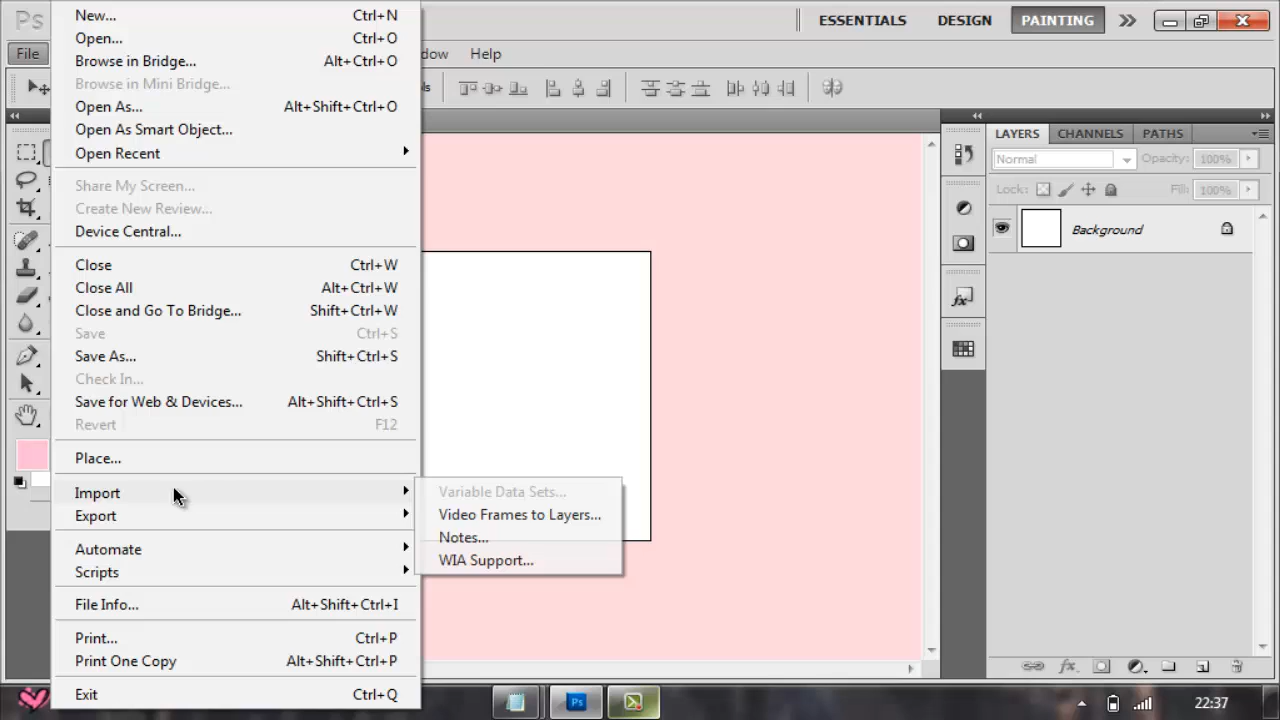 Ps
ESSENTIALS
DESIGN
PAINTING
File
Help
New... Ctrl+N
Open... Ctrl+O
Browse in Bridge... Alt+Ctrl+O
Browse in Mini Bridge...
Open As... Alt+Shift+Ctrl+O
Open As Smart Object...
Open Recent
Share My Screen...
Create New Review...
Device Central...
Close Ctrl+W
Close All Alt+Ctrl+W
Close and Go To Bridge... Shift+Ctrl+W
Save Ctrl+S
Save As... Shift+Ctrl+S
Check In...
Save for Web & Devices... Alt+Shift+Ctrl+S
Revert F12
Place...
Import
Export
Automate
Scripts
File Info... Alt+Shift+Ctrl+I
Print... Ctrl+P
Print One Copy Alt+Shift+Ctrl+P
Exit Ctrl+Q
Variable Data Sets...
Video Frames to Layers...
Notes...
WIA Support...
LAYERS
CHANNELS
PATHS
Normal
Opacity: 100%
Lock:
Fill: 100%
Background
fx
fx
Ps
22:37